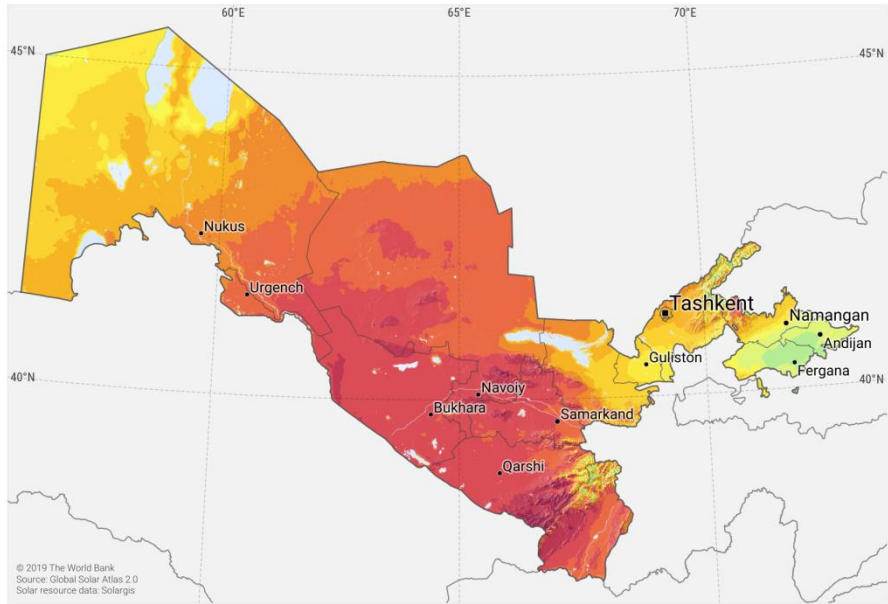 60°E
65°E
70°E
45°N
45°N
Nukus
Urgench
Tashkent
Namangan
Andijan
Guliston
Fergana
40°N
40°N
Navoiy
Bukhara
Samarkand
Qarshi
© 2019 The World Bank
Source: Global Solar Atlas 2.0
Solar resource data: Solargis